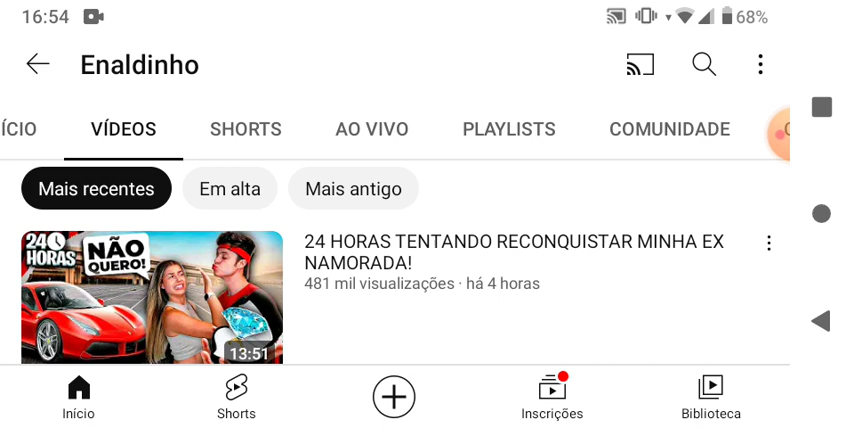 16:54
68%
Enaldinho
ÍCIO VÍDEOS SHORTS AO VIVO PLAYLISTS COMUNIDADE
Mais recentes Em alta Mais antigo
24 HORAS
NÃO QUERO!
13:51
24 HORAS TENTANDO RECONQUISTAR MINHA EX
NAMORADA!
481 mil visualizações · há 4 horas
Início Shorts Inscrições Biblioteca